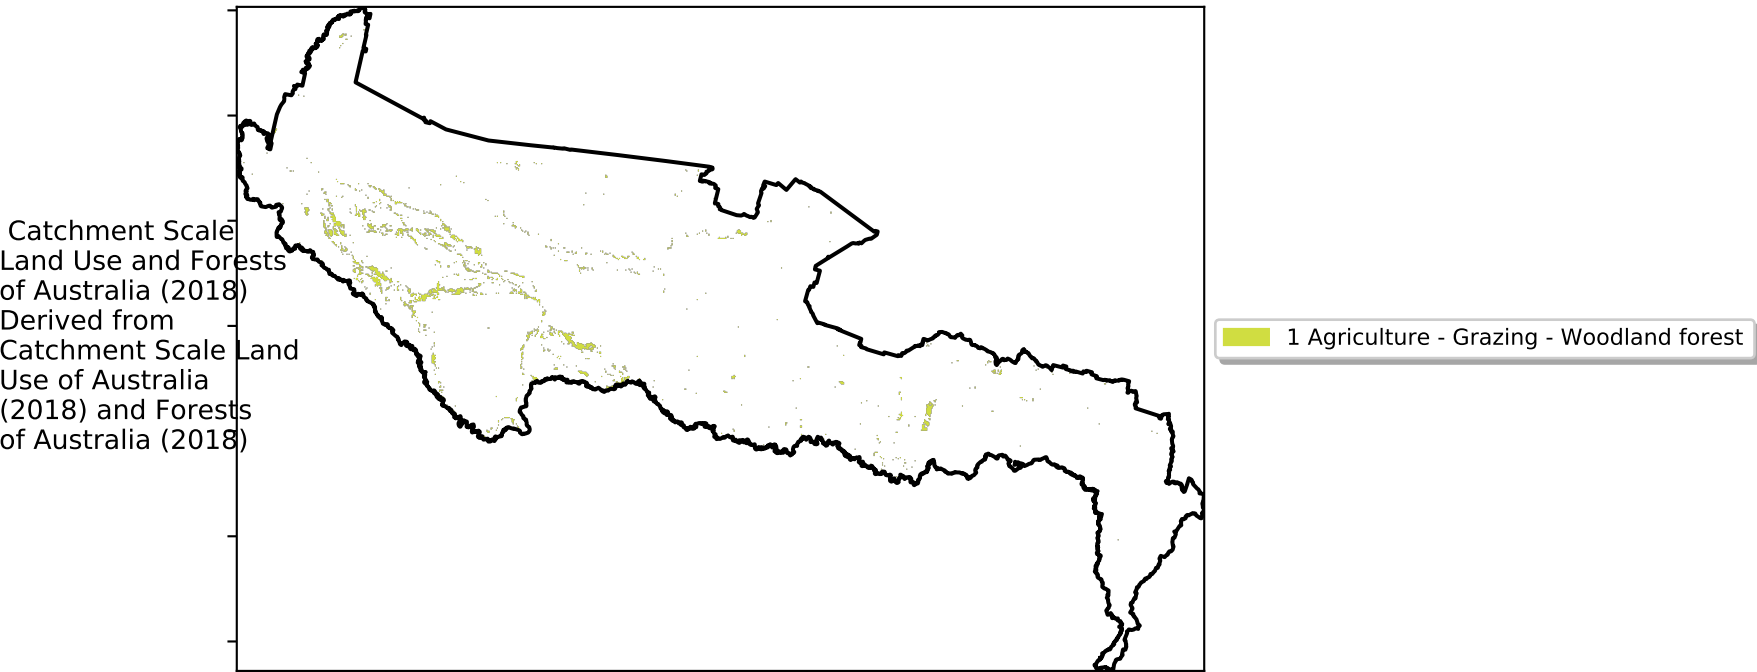 Catchment Scale
Land Use and Forests
of Australia (2018)
Derived from
Catchment Scale Land
Use of Australia
(2018) and Forests
of Australia (2018)
1 Agriculture - Grazing - Woodland forest